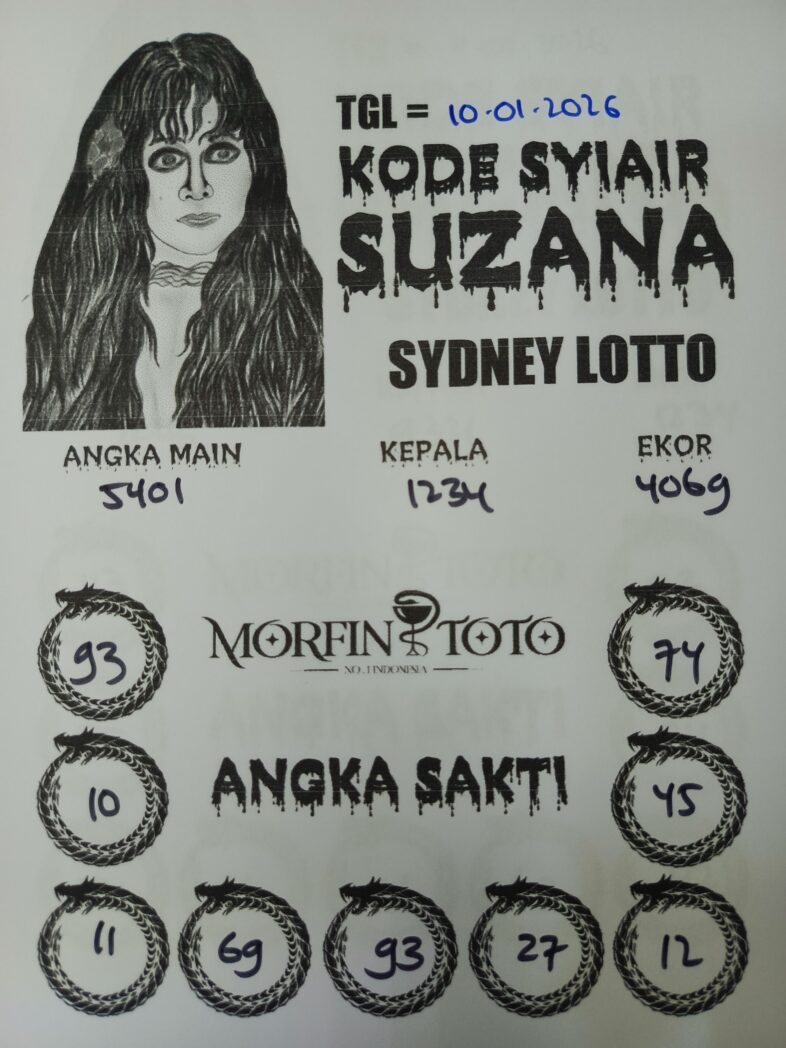 TGL = 10-01-2026
KODE SYIAIR
SUZANA
SYDNEY LOTTO
ANGKA MAIN KEPALA EKOR
5401 1234 4069
MORFIN TOTO
NO.1 INDONESIA
93 74
ANGKA SAKTI
10 45
11 69 93 27 12